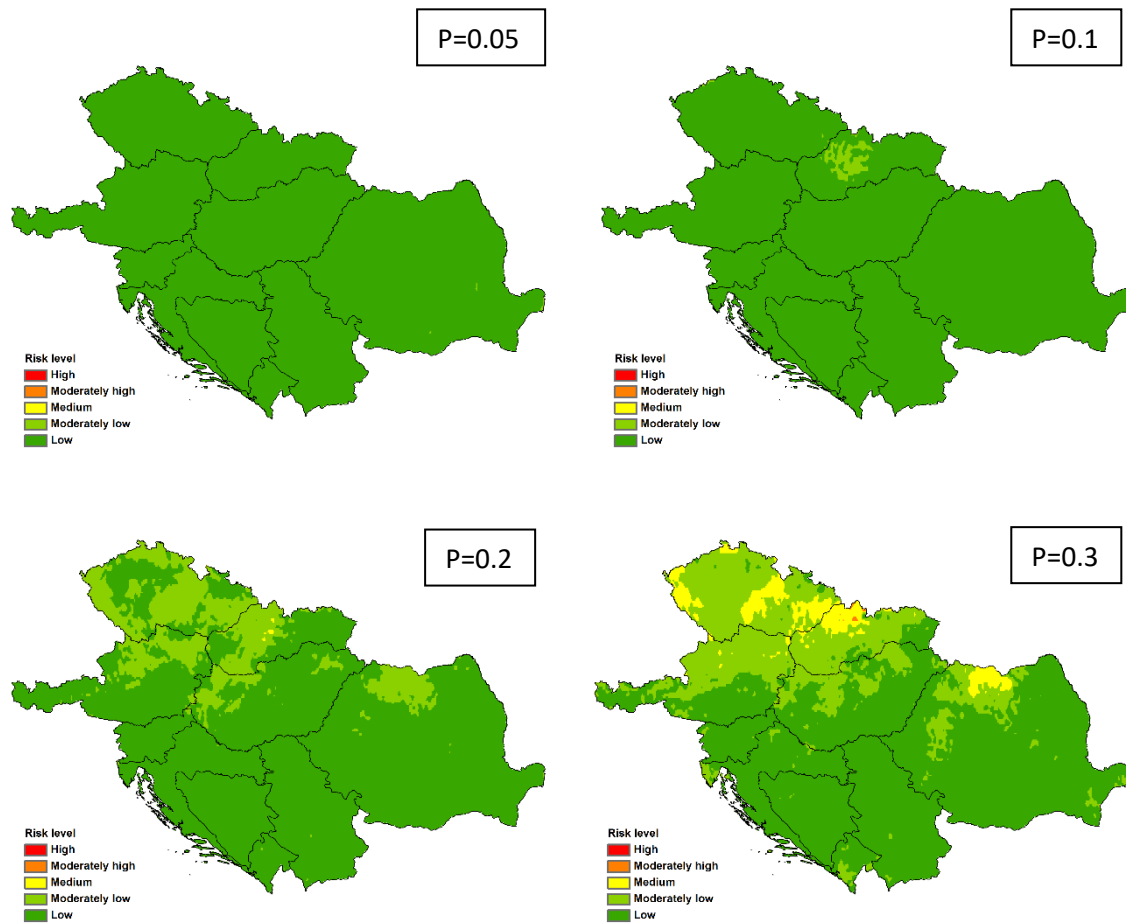 P=0.05
Risk level
High
Moderately high
Medium
Moderately low
Low
P=0.1
Risk level
High
Moderately high
Medium
Moderately low
Low
P=0.2
Risk level
High
Moderately high
Medium
Moderately low
Low
P=0.3
Risk level
High
Moderately high
Medium
Moderately low
Low